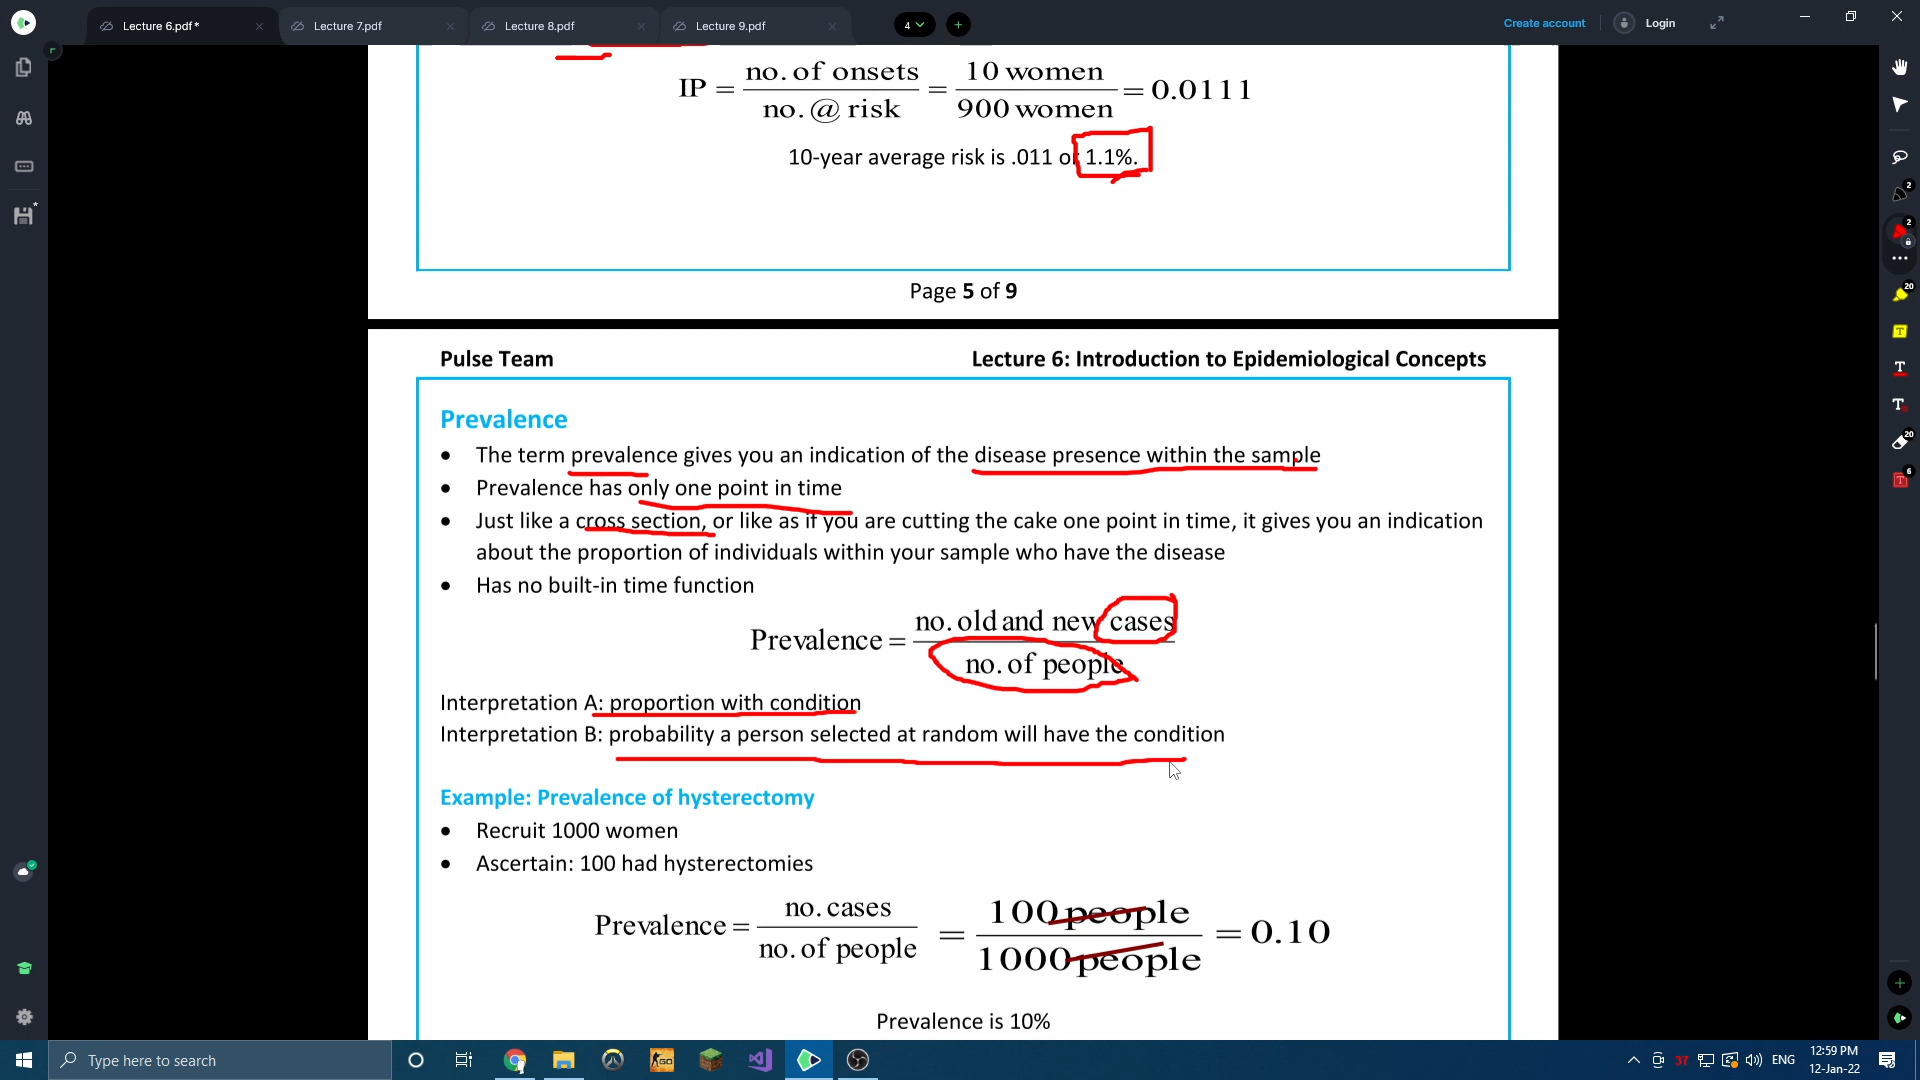 Lecture 6.pdf*
Lecture 7.pdf
Lecture 8.pdf
Lecture 9.pdf
4
Create account
Login
IP = no. of onsets / no. @ risk = 10 women / 900 women = 0.0111
10-year average risk is .011 or 1.1%.
Page 5 of 9
Pulse Team
Lecture 6: Introduction to Epidemiological Concepts
Prevalence
• The term prevalence gives you an indication of the disease presence within the sample
• Prevalence has only one point in time
• Just like a cross section, or like as if you are cutting the cake one point in time, it gives you an indication
about the proportion of individuals within your sample who have the disease
• Has no built-in time function
Prevalence = no. old and new cases / no. of people
Interpretation A: proportion with condition
Interpretation B: probability a person selected at random will have the condition
Example: Prevalence of hysterectomy
• Recruit 1000 women
• Ascertain: 100 had hysterectomies
Prevalence = no. cases / no. of people = 100 people / 1000 people = 0.10
Prevalence is 10%
2
2
20
T
T
T
20
T
6
Type here to search
GO
37
ENG
12:59 PM
12-Jan-22